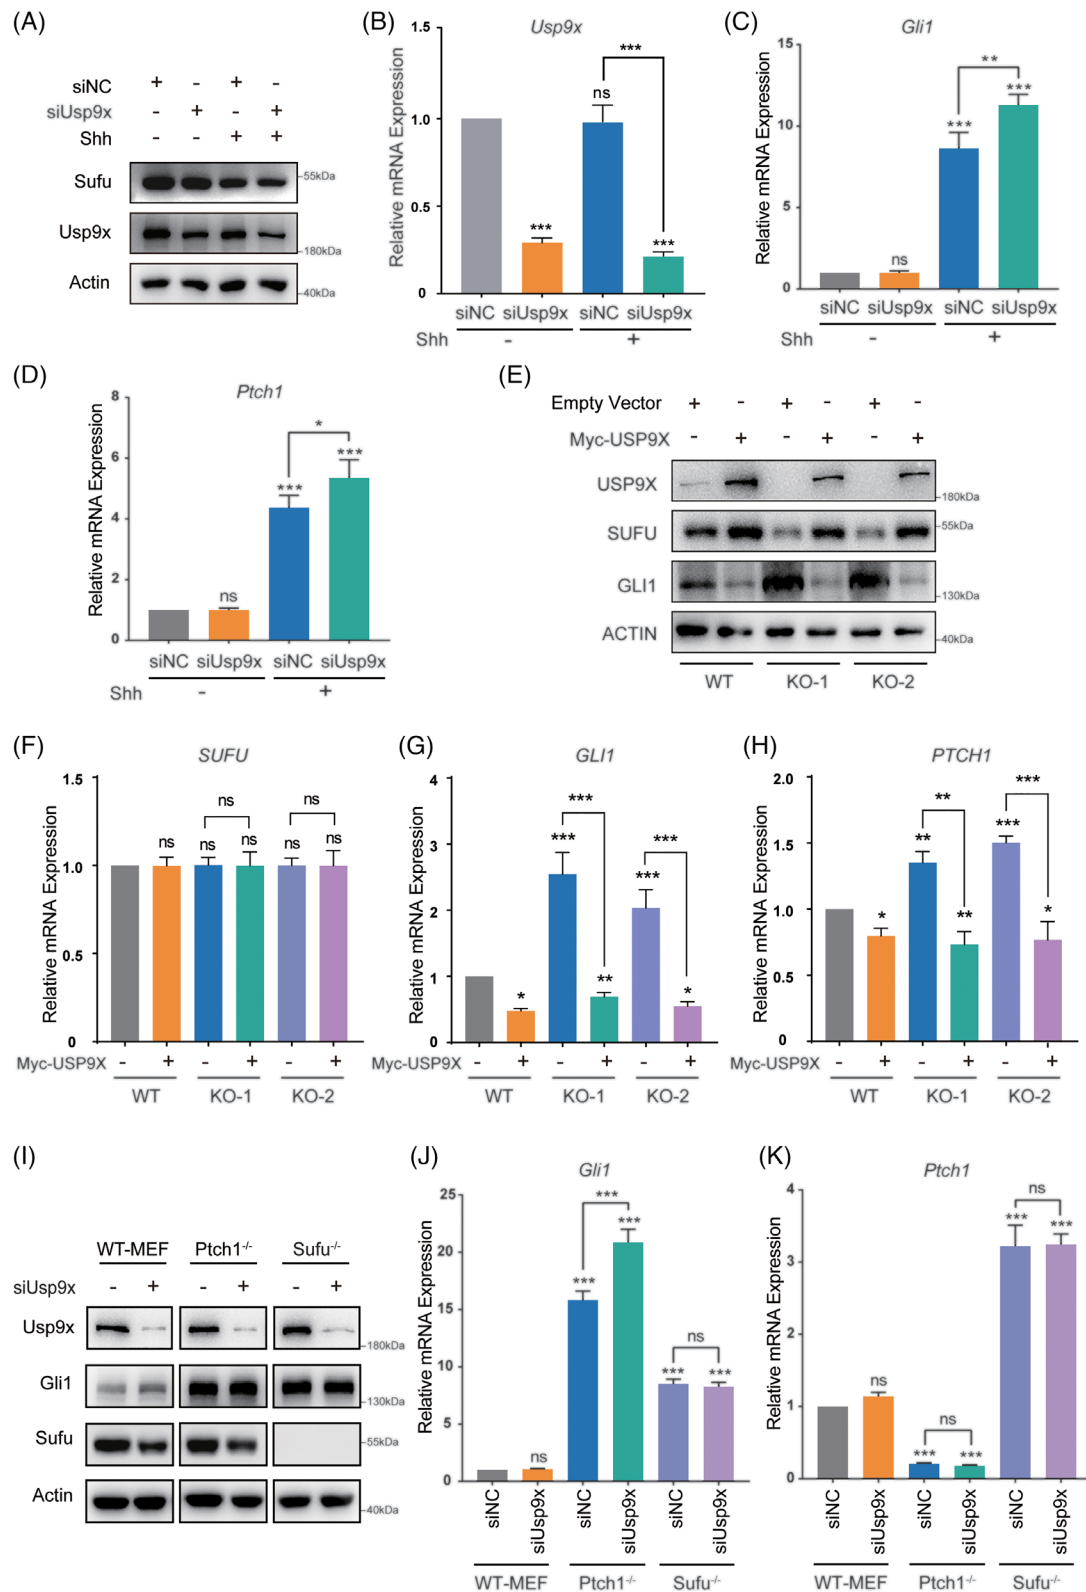 (A)
siNC + - + -
siUsp9x - + - +
Shh - - + +
Sufu
55kDa
Usp9x
180kDa
Actin
40kDa
(B)
Usp9x
Relative mRNA Expression
1.5
1.0
0.5
0
***
ns
***
***
siNC siUsp9x siNC siUsp9x
Shh - +
(C)
Gli1
Relative mRNA Expression
15
10
5
0
ns
***
**
***
siNC siUsp9x siNC siUsp9x
Shh - +
(D)
Ptch1
Relative mRNA Expression
8
6
4
2
0
ns
***
*
***
siNC siUsp9x siNC siUsp9x
Shh - +
(E)
Empty Vector + - + - + -
Myc-USP9X - + - + - +
USP9X
180kDa
SUFU
55kDa
GLI1
130kDa
ACTIN
40kDa
WT KO-1 KO-2
(F)
SUFU
Relative mRNA Expression
1.5
1.0
0.5
0
ns ns
ns ns ns ns ns
Myc-USP9X - + - + - +
WT KO-1 KO-2
(G)
GLI1
Relative mRNA Expression
4
3
2
1
0
***
***
***
***
* ** *
Myc-USP9X - + - + - +
WT KO-1 KO-2
(H)
PTCH1
Relative mRNA Expression
2.0
1.5
1.0
0.5
0
***
**
***
**
* ** *
Myc-USP9X - + - + - +
WT KO-1 KO-2
(I)
WT-MEF Ptch1-/- Sufu-/-
siUsp9x - + - + - +
Usp9x
180kDa
Gli1
130kDa
Sufu
55kDa
Actin
40kDa
(J)
Gli1
Relative mRNA Expression
25
20
15
10
5
0
***
***
***
ns
*** ***
ns
siNC siUsp9x siNC siUsp9x siNC siUsp9x
WT-MEF Ptch1-/- Sufu-/-
(K)
Ptch1
Relative mRNA Expression
4
3
2
1
0
ns
*** ***
ns
ns
*** ***
siNC siUsp9x siNC siUsp9x siNC siUsp9x
WT-MEF Ptch1-/- Sufu-/-